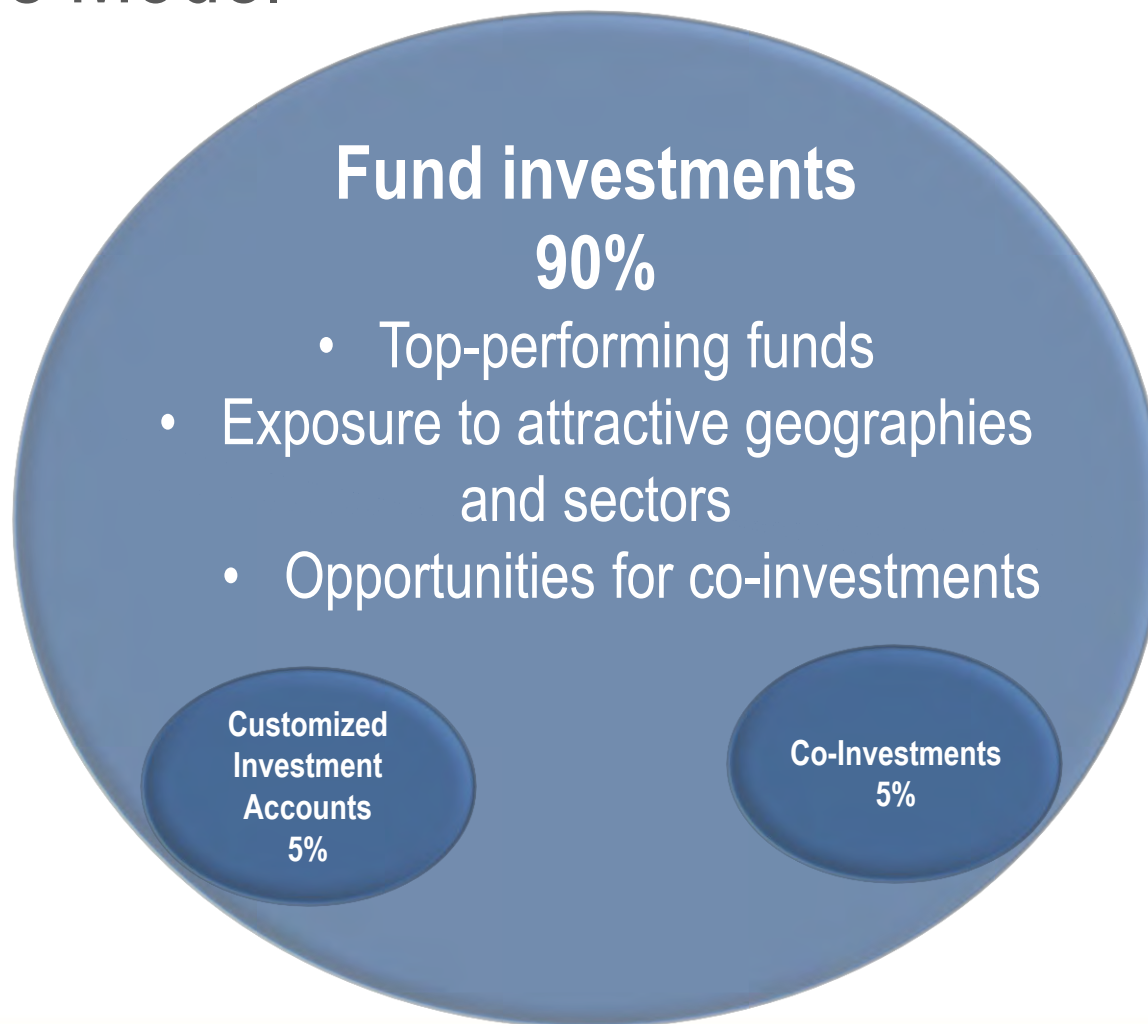 Fund investments
90%
• Top-performing funds
• Exposure to attractive geographies
and sectors
• Opportunities for co-investments
Customized
Investment
Accounts
5%
Co-Investments
5%